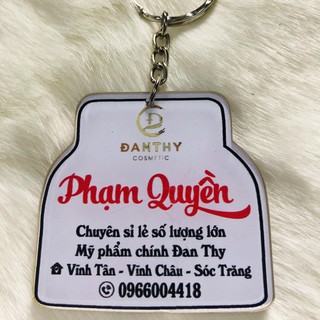 ĐANTHY
COSMETIC
Phạm Quyền
Chuyên sỉ lẻ số lượng lớn
Mỹ phẩm chính Đan Thy
Vĩnh Tân - Vĩnh Châu - Sóc Trăng
0966004418